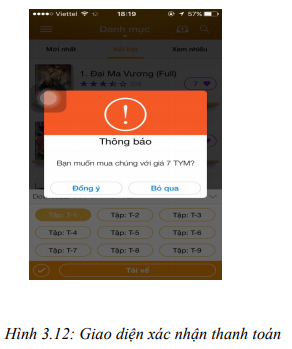 Viettel 18:19 57%
Danh mục
Mới nhất Xem nhiều
1. Đại Ma Vương (Full)
7
Thông báo
Bạn muốn mua chúng với giá 7 TYM?
Đồng ý Bỏ qua
Tập: T-1 Tập: T-2 Tập: T-3
Tập: T-4 Tập: T-5 Tập: T-6
Tập: T-7 Tập: T-8 Tập: T-9
Tải về
Hình 3.12: Giao diện xác nhận thanh toán